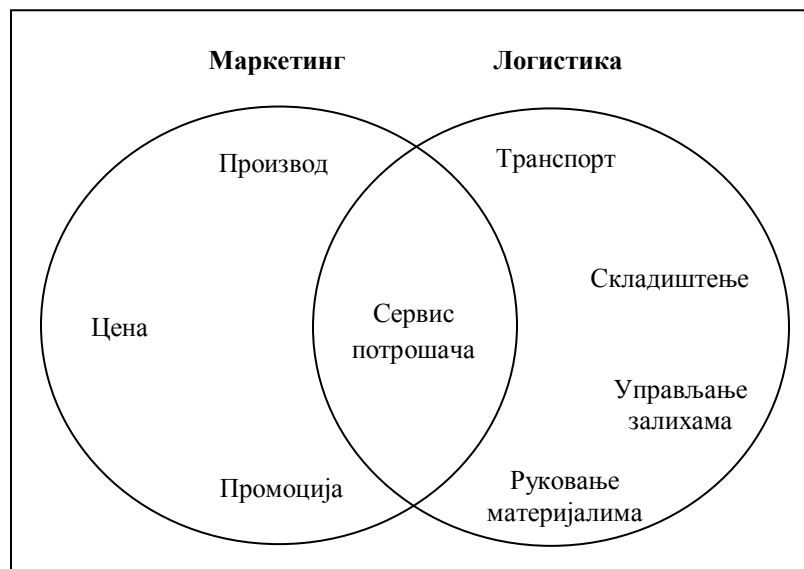 Маркетинг
Логистика
Производ
Транспорт
Складиштење
Цена
Сервис
потрошача
Управљање
залихама
Промоција
Руковање
материјалима